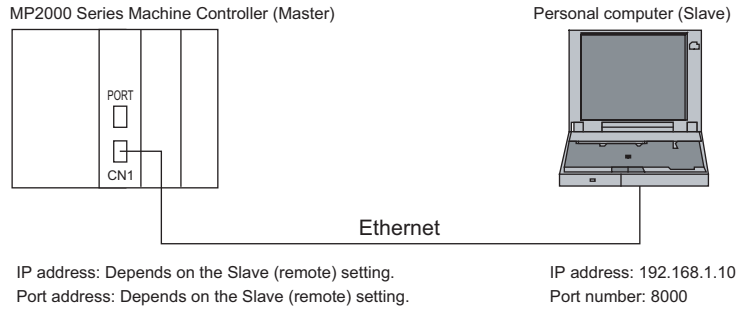 MP2000 Series Machine Controller (Master)
Personal computer (Slave)
PORT
CN1
Ethernet
IP address: Depends on the Slave (remote) setting.
Port address: Depends on the Slave (remote) setting.
IP address: 192.168.1.10
Port number: 8000